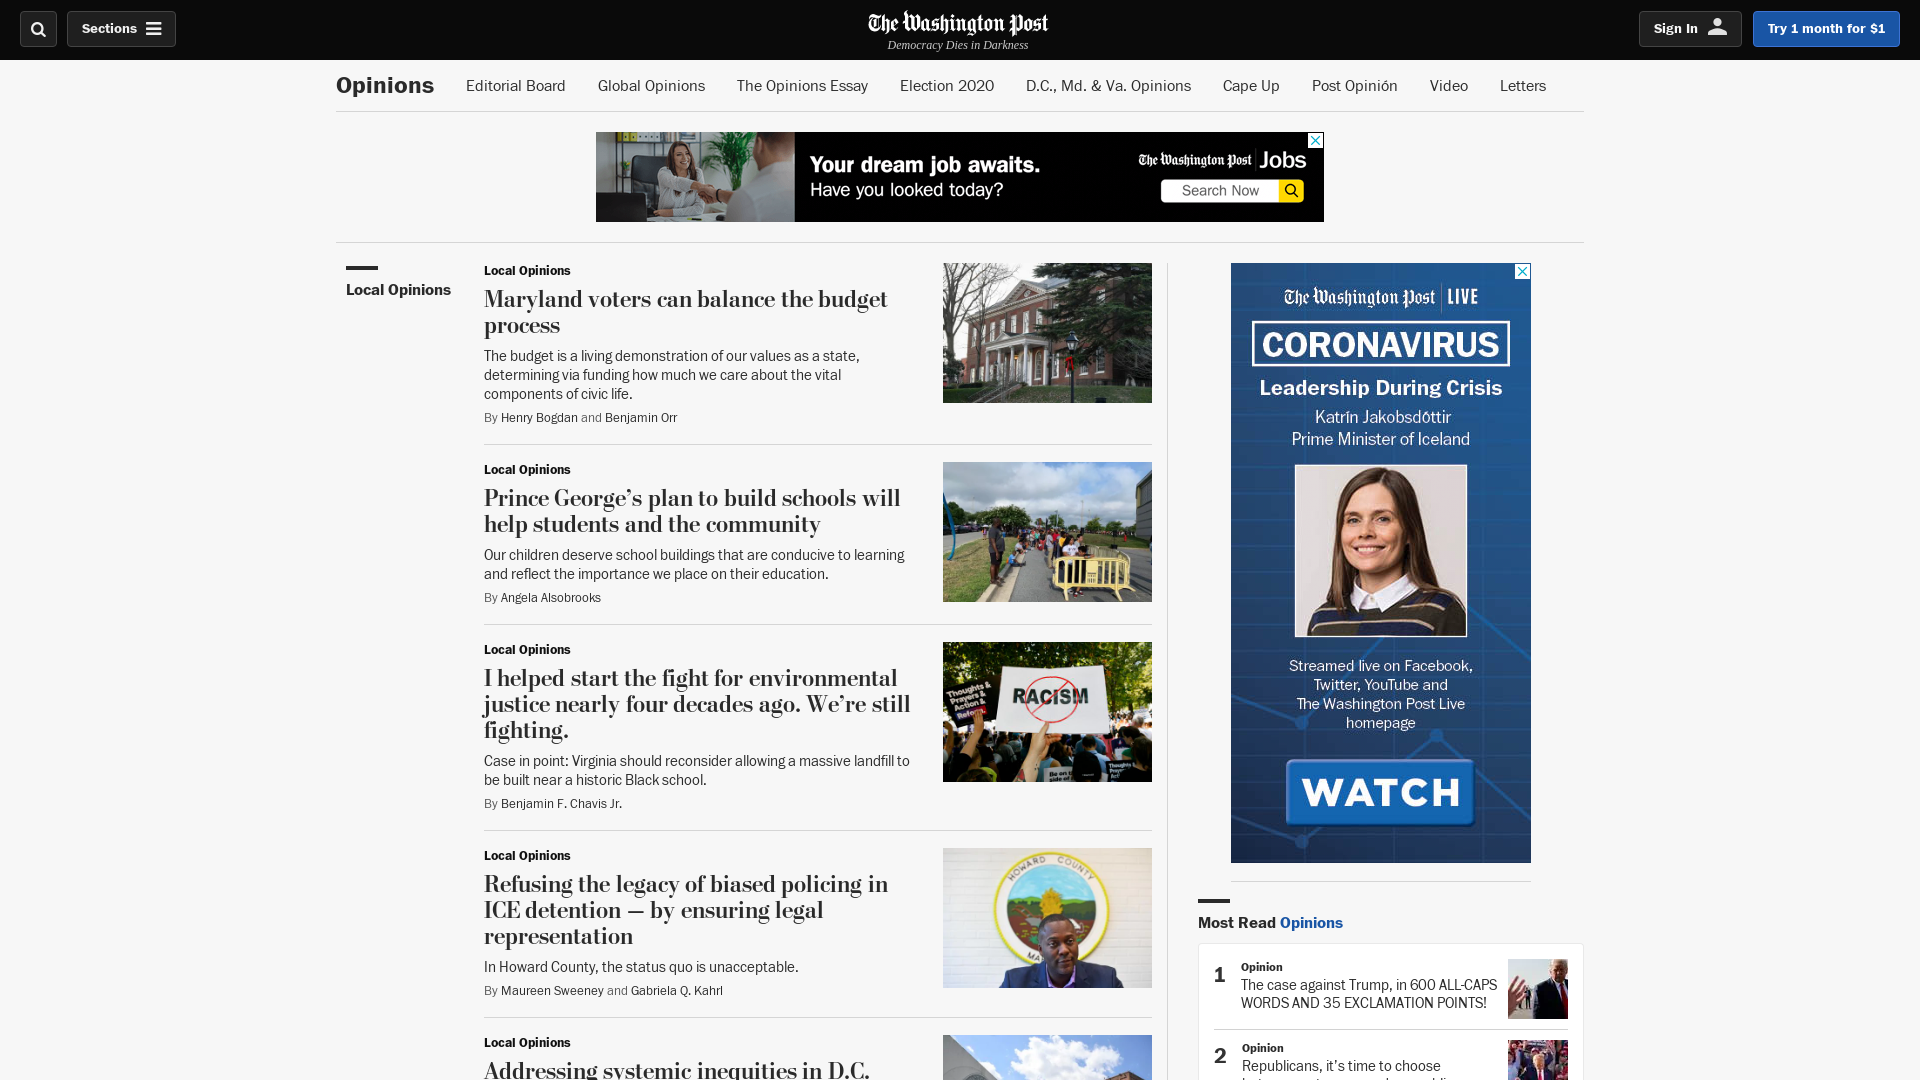 Sections
The Washington Post
Democracy Dies in Darkness
Sign In
Try 1 month for $1
Opinions
Editorial Board
Global Opinions
The Opinions Essay
Election 2020
D.C., Md. & Va. Opinions
Cape Up
Post Opinión
Video
Letters
Your dream job awaits.
Have you looked today?
The Washington Post Jobs
Search Now
Local Opinions
Local Opinions
Maryland voters can balance the budget
process
The budget is a living demonstration of our values as a state,
determining via funding how much we care about the vital
components of civic life.
By Henry Bogdan and Benjamin Orr
Local Opinions
Prince George’s plan to build schools will
help students and the community
Our children deserve school buildings that are conducive to learning
and reflect the importance we place on their education.
By Angela Alsobrooks
Local Opinions
I helped start the fight for environmental
justice nearly four decades ago. We’re still
fighting.
Case in point: Virginia should reconsider allowing a massive landfill to
be built near a historic Black school.
By Benjamin F. Chavis Jr.
Thoughts &
Prayers &
Action &
Reform.
RACISM
Local Opinions
Refusing the legacy of biased policing in
ICE detention — by ensuring legal
representation
In Howard County, the status quo is unacceptable.
By Maureen Sweeney and Gabriela Q. Kahrl
HOWARD COUNTY
Local Opinions
Addressing systemic inequities in D.C.
The Washington Post LIVE
CORONAVIRUS
Leadership During Crisis
Katrín Jakobsdóttir
Prime Minister of Iceland
Streamed live on Facebook,
Twitter, YouTube and
The Washington Post Live
homepage
WATCH
Most Read Opinions
1
Opinion
The case against Trump, in 600 ALL-CAPS
WORDS AND 35 EXCLAMATION POINTS!
2
Opinion
Republicans, it’s time to choose